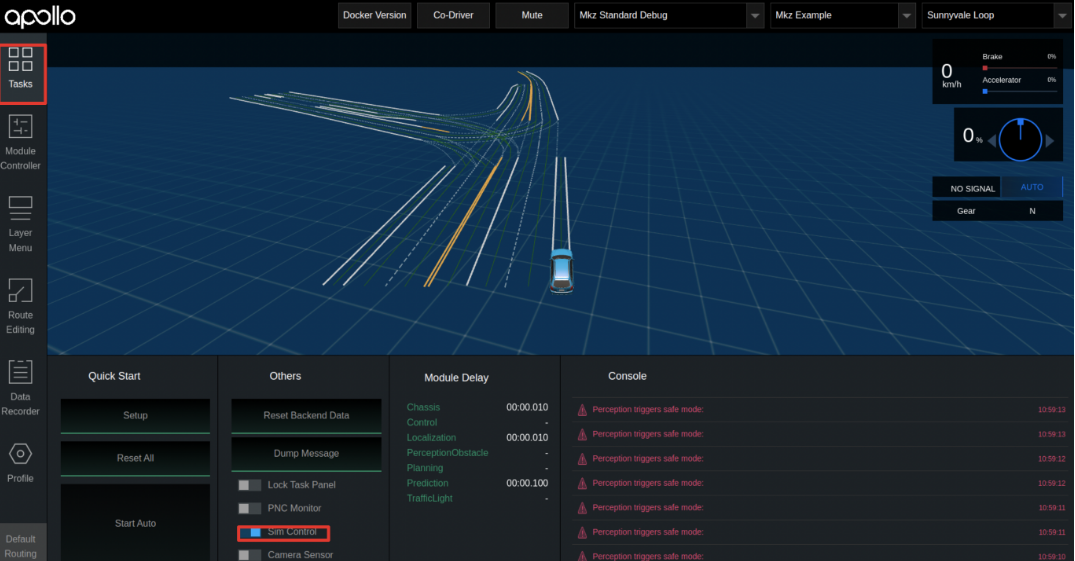 apollo
Docker Version
Co-Driver
Mute
Mkz Standard Debug
Mkz Example
Sunnyvale Loop
Tasks
Module
Controller
Layer
Menu
Route
Editing
Data
Recorder
Profile
Default
Routing
0
km/h
Brake
0%
Accelerator
0%
0 %
NO SIGNAL
AUTO
Gear
N
Quick Start
Setup
Reset All
Start Auto
Others
Reset Backend Data
Dump Message
Lock Task Panel
PNC Monitor
Sim Control
Camera Sensor
Module Delay
Chassis 00:00.010
Control -
Localization 00:00.010
PerceptionObstacle -
Planning -
Prediction 00:00.100
TrafficLight -
Console
Perception triggers safe mode: 10:59:13
Perception triggers safe mode: 10:59:13
Perception triggers safe mode: 10:59:12
Perception triggers safe mode: 10:59:12
Perception triggers safe mode: 10:59:11
Perception triggers safe mode: 10:59:11
Perception triggers safe mode: 10:59:10